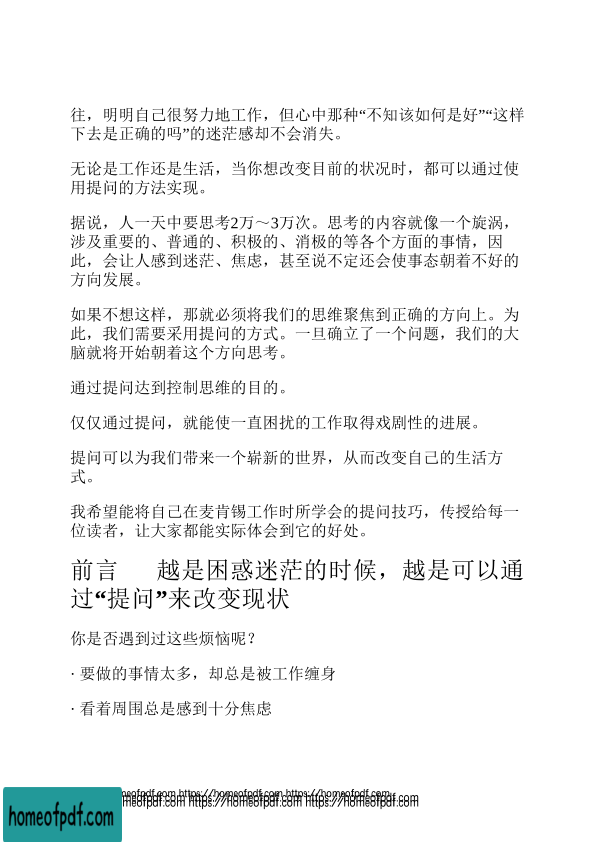 往，明明自己很努力地工作，但心中那种“不知该如何是好”“这样
下去是正确的吗”的迷茫感却不会消失。
无论是工作还是生活，当你想改变目前的状况时，都可以通过使
用提问的方法实现。
据说，人一天中要思考2万～3万次。思考的内容就像一个旋涡，
涉及重要的、普通的、积极的、消极的等各个方面的事情，因
此，会让人感到迷茫、焦虑，甚至说不定还会使事态朝着不好的
方向发展。
如果不想这样，那就必须将我们的思维聚焦到正确的方向上。为
此，我们需要采用提问的方式。一旦确立了一个问题，我们的大
脑就将开始朝着这个方向思考。
通过提问达到控制思维的目的。
仅仅通过提问，就能使一直困扰的工作取得戏剧性的进展。
提问可以为我们带来一个崭新的世界，从而改变自己的生活方
式。
我希望能将自己在麦肯锡工作时所学会的提问技巧，传授给每一
位读者，让大家都能实际体会到它的好处。
前言 越是困惑迷茫的时候，越是可以通
过“提问”来改变现状
你是否遇到过这些烦恼呢？
· 要做的事情太多，却总是被工作缠身
· 看着周围总是感到十分焦虑
homeofpdf.com https://homeofpdf.com https://homeofpdf.com
homeofpdf.com https://homeofpdf.com https://homeofpdf.com
homeofpdf.com